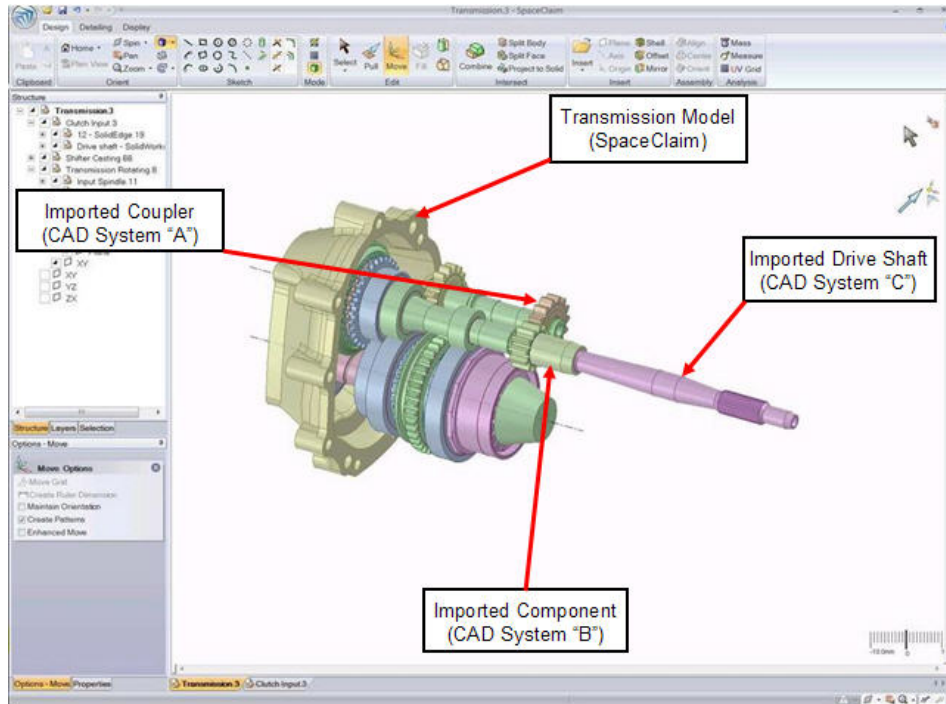 Transmission.3 - SpaceClaim
Design Detailing Display
Paste
Clipboard
Home
Plan View
Spin
Pan
Zoom
Orient
Sketch
Mode
Select
Pull
Move
Fill
Edit
Combine
Split Body
Split Face
Project to Solid
Intersect
Insert
Plane
Axis
Origin
Shell
Offset
Mirror
Insert
Align
Centre
Orient
Assembly
Mass
Measure
UV Grid
Analysis
Structure
Transmission.3
Clutch Input.3
12 - SolidEdge 19
Drive shaft - SolidWorks
Shifter Casting 68
Transmission Rotating 8
Input Spindle 11
XY
XY
YZ
ZX
Structure Layers Selection
Options - Move
Move Options
Move Grid
Create Ruler Dimension
Maintain Orientation
Create Patterns
Enhanced Move
Options - Move Properties
Transmission Model
(SpaceClaim)
Imported Coupler
(CAD System “A”)
Imported Drive Shaft
(CAD System “C”)
Imported Component
(CAD System “B”)
-10.0mm 0
Transmission.3 Clutch Input.3